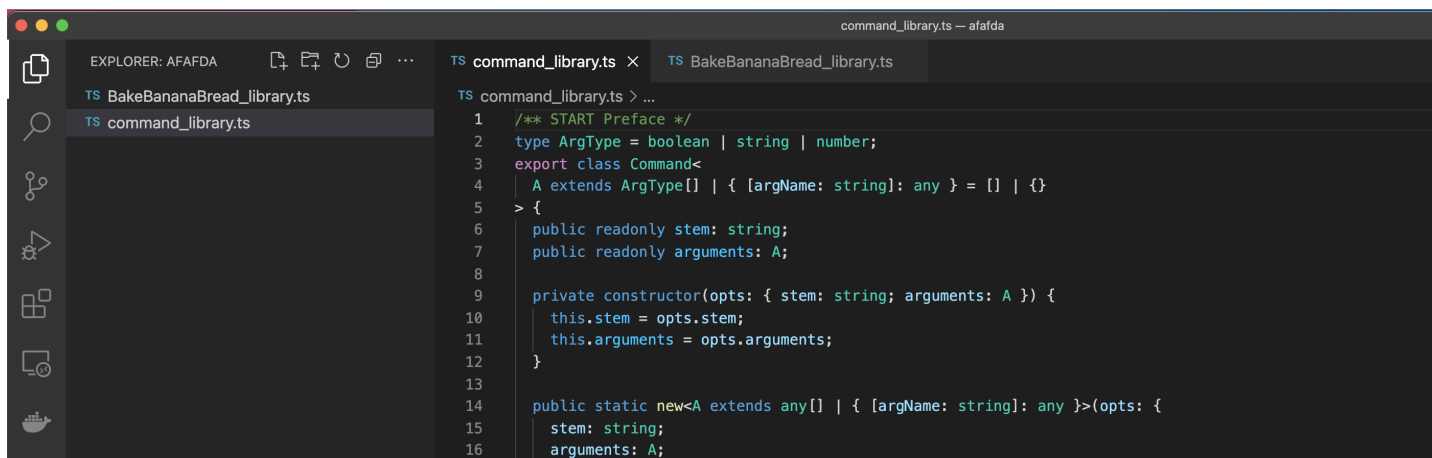 command_library.ts — afafda
EXPLORER: AFAFDA
TS command_library.ts ×
TS BakeBananaBread_library.ts
TS BakeBananaBread_library.ts
TS command_library.ts
TS command_library.ts > ...
1 /** START Preface */
2 type ArgType = boolean | string | number;
3 export class Command<
4 A extends ArgType[] | { [argName: string]: any } = [] | {}
5 > {
6 public readonly stem: string;
7 public readonly arguments: A;
8
9 private constructor(opts: { stem: string; arguments: A }) {
10 this.stem = opts.stem;
11 this.arguments = opts.arguments;
12 }
13
14 public static new<A extends any[] | { [argName: string]: any }>(opts: {
15 stem: string;
16 arguments: A;